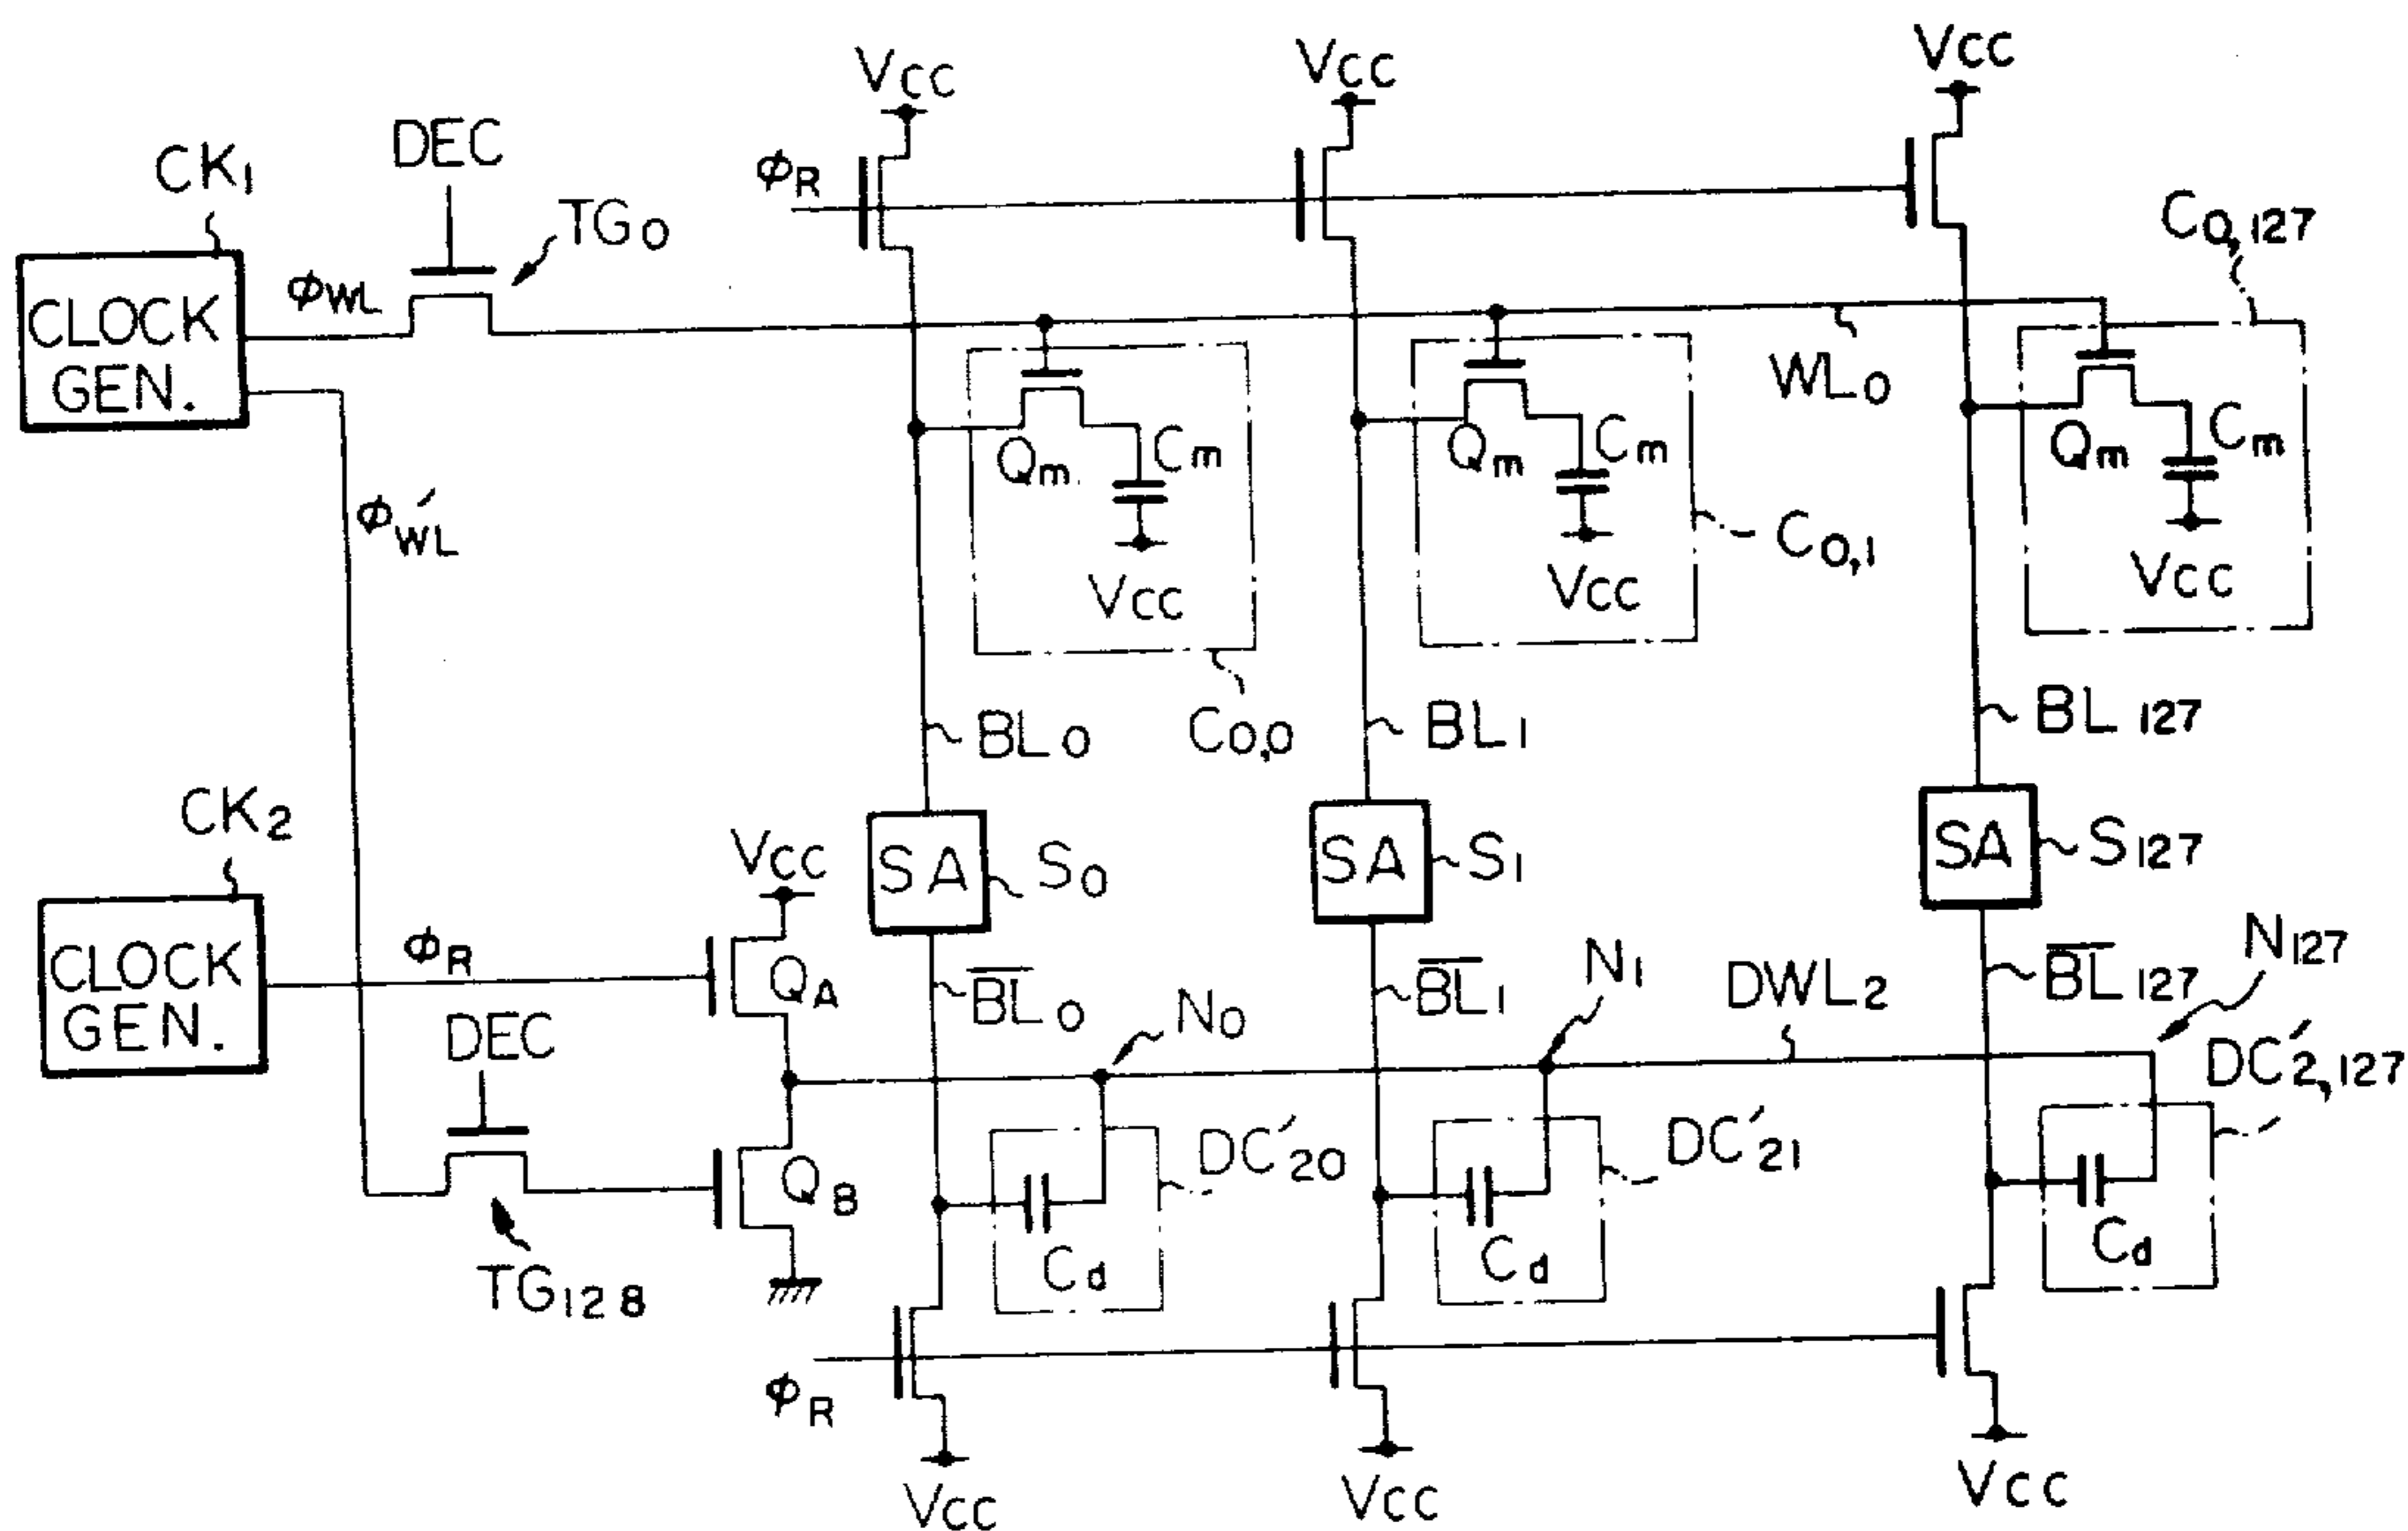 Vcc
Vcc
Vcc
CK1
DEC
TG0
ϕR
C0,127
CLOCK
GEN.
ϕWL
WL0
Qm
Cm
Vcc
Qm
Cm
Vcc
Qm
Cm
Vcc
ϕ'WL
C0,1
C0,0
BL0
BL1
BL127
CK2
Vcc
SA
S0
SA
S1
SA
S127
CLOCK
GEN.
ϕR
QA
B̅L̅0
N0
B̅L̅1
N1
DWL2
B̅L̅127
N127
DEC
DC'20
DC'21
DC'2,127
QB
Cd
Cd
Cd
TG128
ϕR
Vcc
Vcc
Vcc